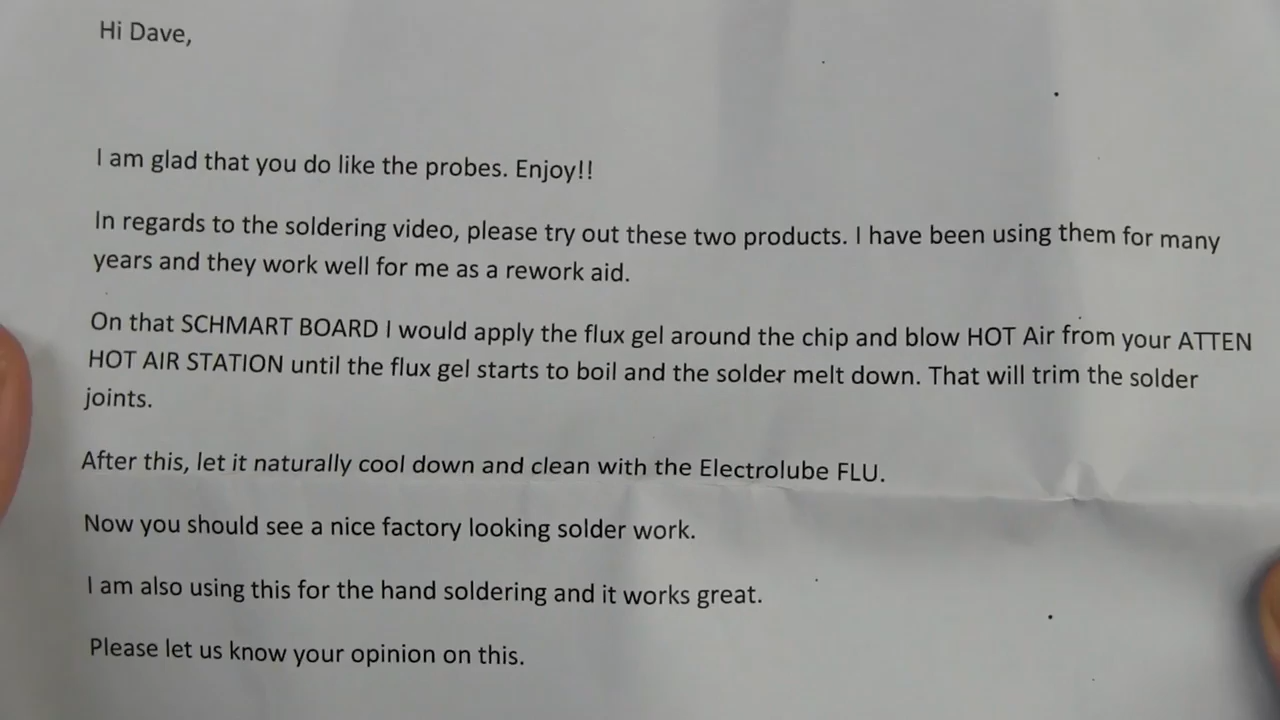 Hi Dave,
I am glad that you do like the probes. Enjoy!!
In regards to the soldering video, please try out these two products. I have been using them for many
years and they work well for me as a rework aid.
On that SCHMART BOARD I would apply the flux gel around the chip and blow HOT Air from your ATTEN
HOT AIR STATION until the flux gel starts to boil and the solder melt down. That will trim the solder
joints.
After this, let it naturally cool down and clean with the Electrolube FLU.
Now you should see a nice factory looking solder work.
I am also using this for the hand soldering and it works great.
Please let us know your opinion on this.